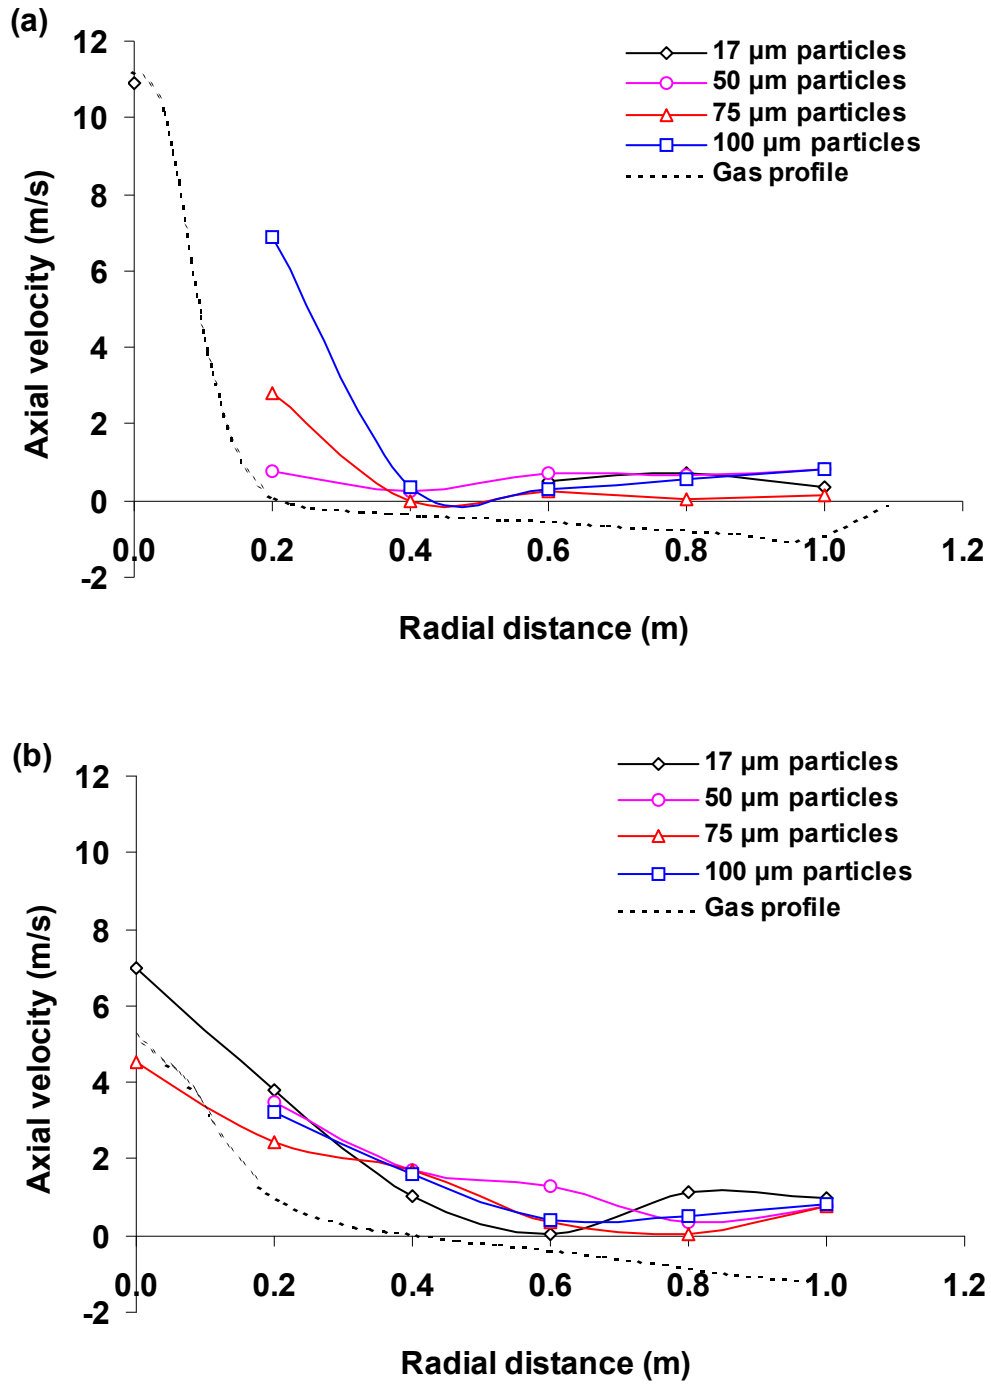 (a)
12
10
8
6
4
2
0
-2
0.0 0.2 0.4 0.6 0.8 1.0 1.2
Axial velocity (m/s)
Radial distance (m)
17 µm particles
50 µm particles
75 µm particles
100 µm particles
Gas profile
(b)
12
10
8
6
4
2
0
-2
0.0 0.2 0.4 0.6 0.8 1.0 1.2
Axial velocity (m/s)
Radial distance (m)
17 µm particles
50 µm particles
75 µm particles
100 µm particles
Gas profile